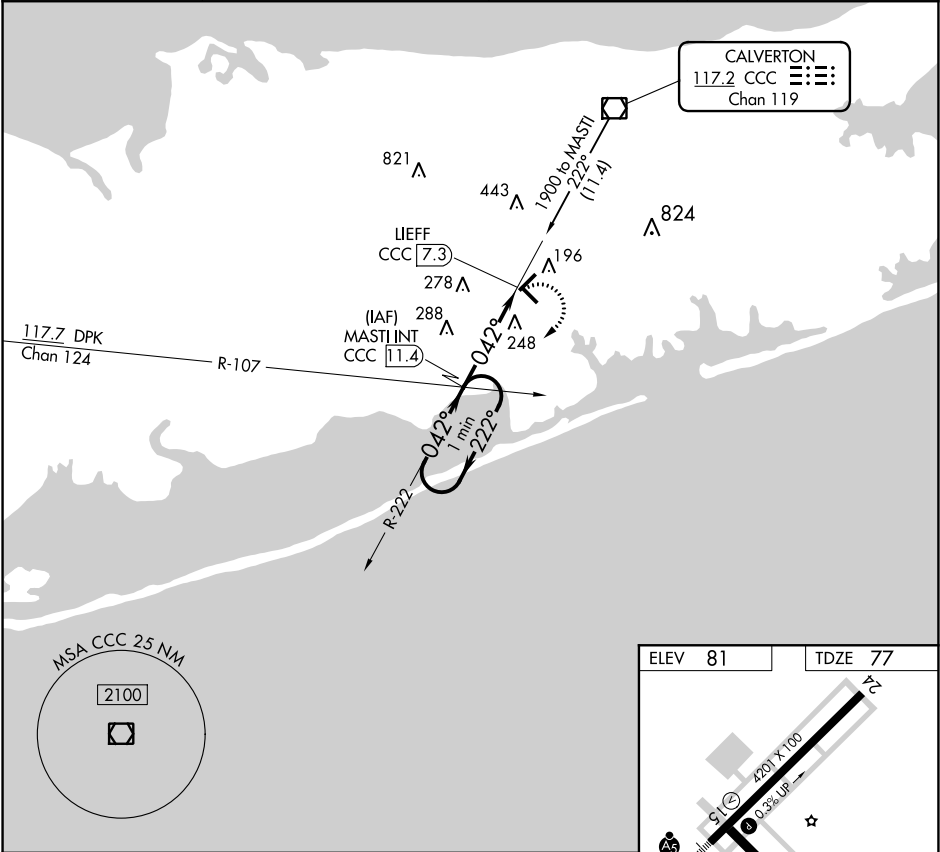 CALVERTON
117.2 CCC
Chan 119
1900 to MASTI
222°
(11.4)
821
443
824
LIEFF
CCC 7.3
196
278
(IAF)
MASTI INT
CCC 11.4
288
248
042°
117.7 DPK
Chan 124
R-107
042°
1 min
222°
R-222
MSA CCC 25 NM
2100
ELEV 81
TDZE 77
24
4201 X 100
0.3% UP
V
15
P
A5